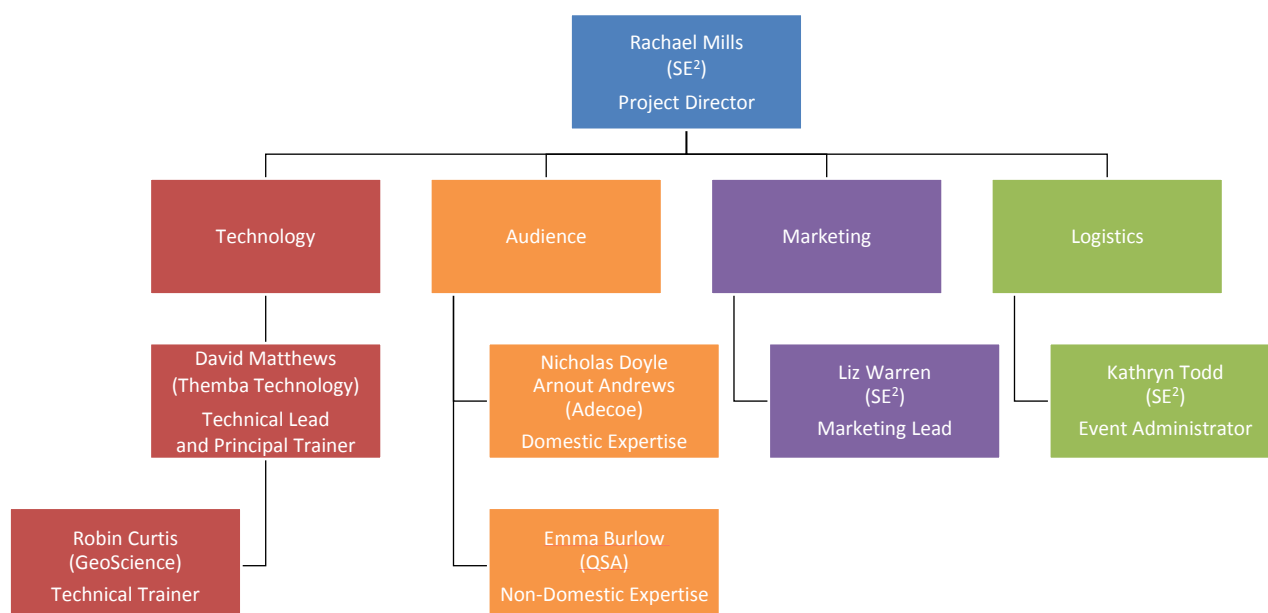 Rachael Mills
(SE²)
Project Director
Technology
Audience
Marketing
Logistics
David Matthews
(Themba Technology)
Technical Lead
and Principal Trainer
Nicholas Doyle
Arnout Andrews
(Adecoe)
Domestic Expertise
Liz Warren
(SE²)
Marketing Lead
Kathryn Todd
(SE²)
Event Administrator
Robin Curtis
(GeoScience)
Technical Trainer
Emma Burlow
(QSA)
Non-Domestic Expertise